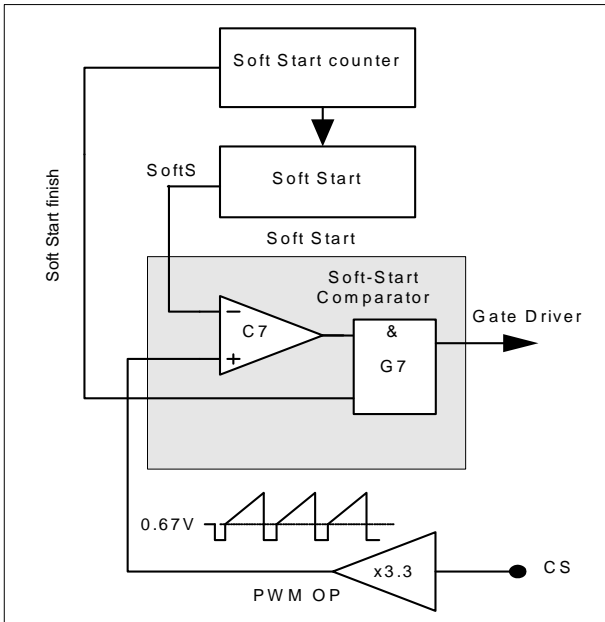 Soft Start counter
SoftS
Soft Start
Soft Start finish
Soft Start
Soft-Start
Comparator
Gate Driver
−
C7
+
&
G7
0.67V
x3.3
CS
PWM OP